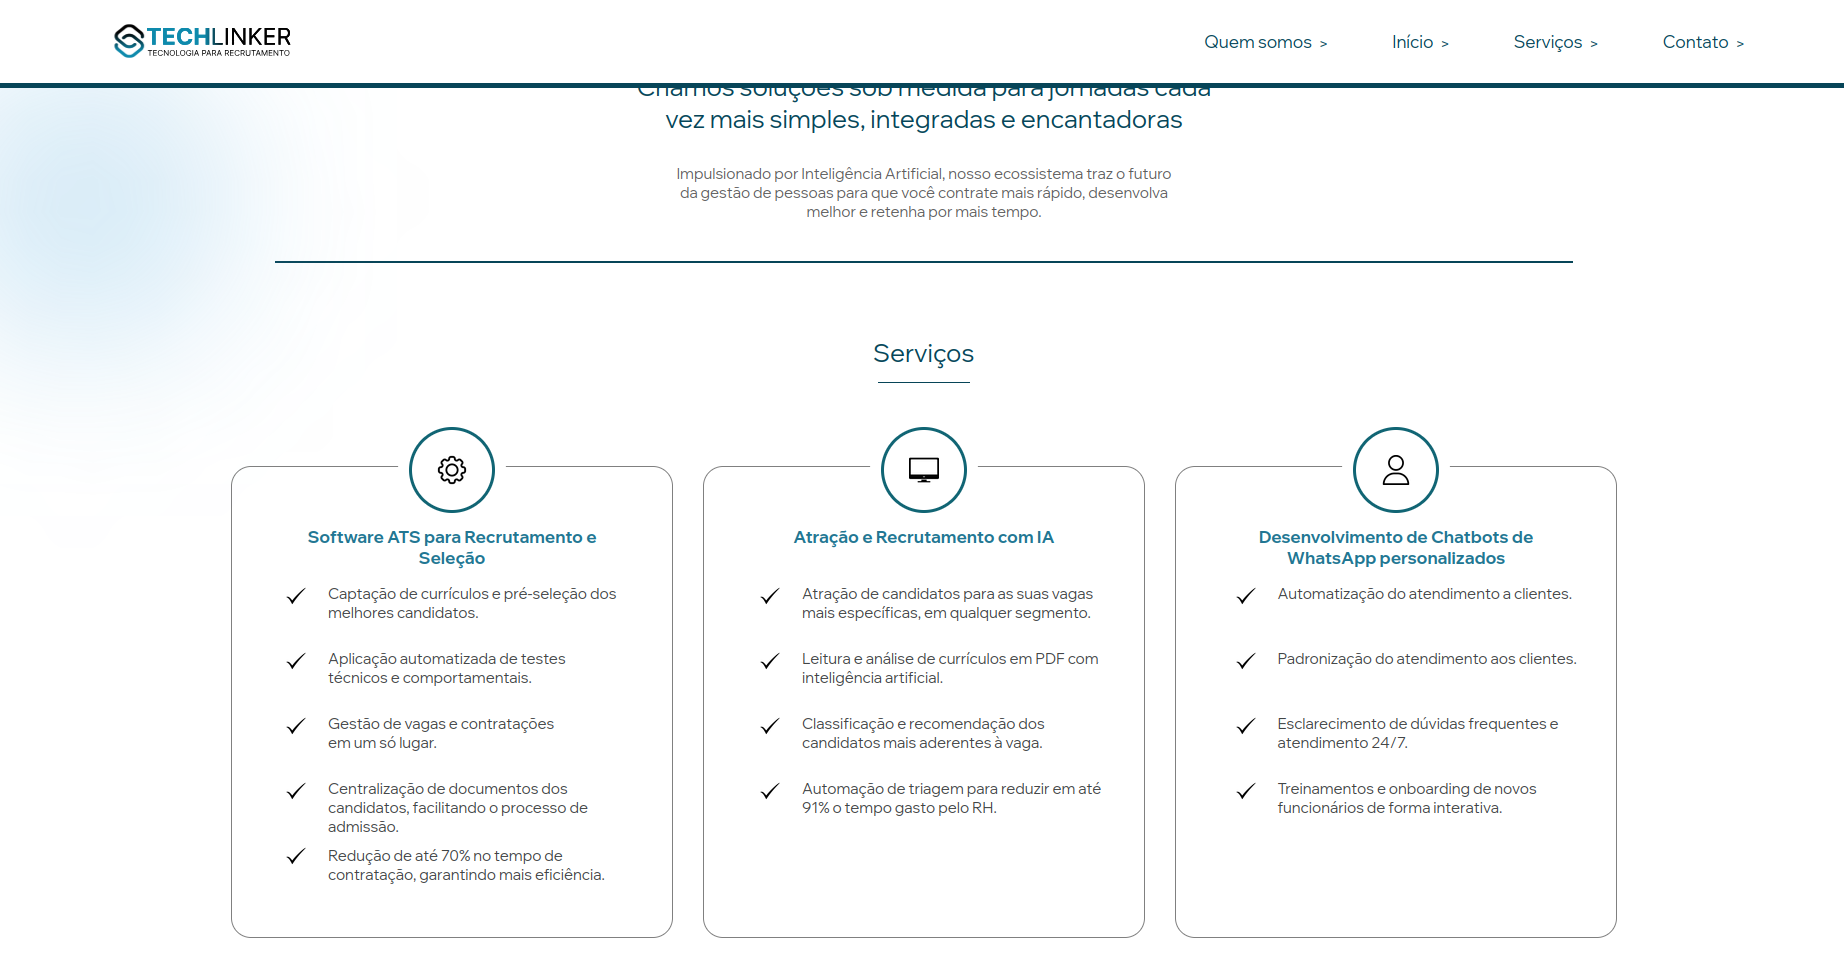 TECHLINKER
TECNOLOGIA PARA RECRUTAMENTO
Quem somos >
Início >
Serviços >
Contato >
Criamos soluções sob medida para jornadas cada
vez mais simples, integradas e encantadoras
Impulsionado por Inteligência Artificial, nosso ecossistema traz o futuro
da gestão de pessoas para que você contrate mais rápido, desenvolva
melhor e retenha por mais tempo.
Serviços
Software ATS para Recrutamento e
Seleção
Captação de currículos e pré-seleção dos
melhores candidatos.
Aplicação automatizada de testes
técnicos e comportamentais.
Gestão de vagas e contratações
em um só lugar.
Centralização de documentos dos
candidatos, facilitando o processo de
admissão.
Redução de até 70% no tempo de
contratação, garantindo mais eficiência.
Atração e Recrutamento com IA
Atração de candidatos para as suas vagas
mais específicas, em qualquer segmento.
Leitura e análise de currículos em PDF com
inteligência artificial.
Classificação e recomendação dos
candidatos mais aderentes à vaga.
Automação de triagem para reduzir em até
91% o tempo gasto pelo RH.
Desenvolvimento de Chatbots de
WhatsApp personalizados
Automatização do atendimento a clientes.
Padronização do atendimento aos clientes.
Esclarecimento de dúvidas frequentes e
atendimento 24/7.
Treinamentos e onboarding de novos
funcionários de forma interativa.